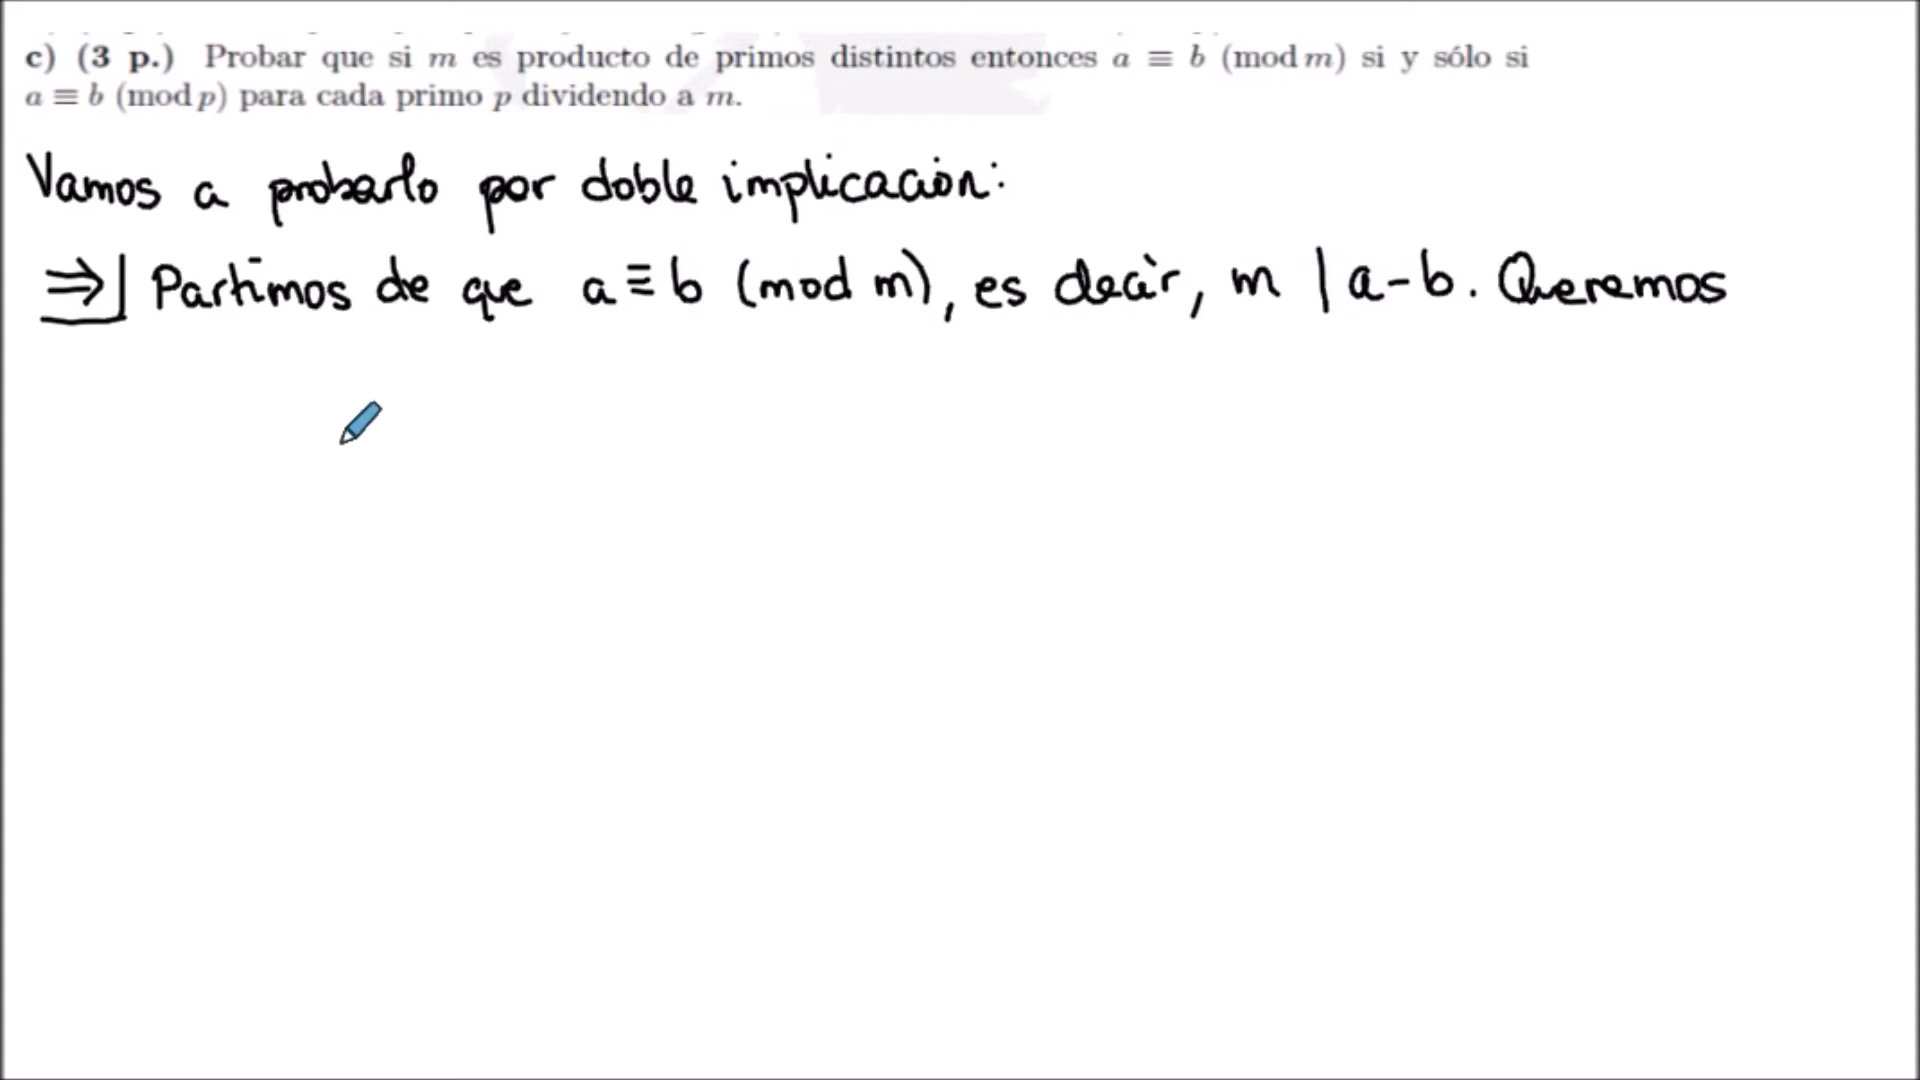 c) (3 p.) Probar que si m es producto de primos distintos entonces a ≡ b (mod m) si y sólo si
a ≡ b (mod p) para cada primo p dividendo a m.
Vamos a probarlo por doble implicación:
⇒⌋ Partimos de que a ≡ b (mod m), es decir, m | a-b. Queremos